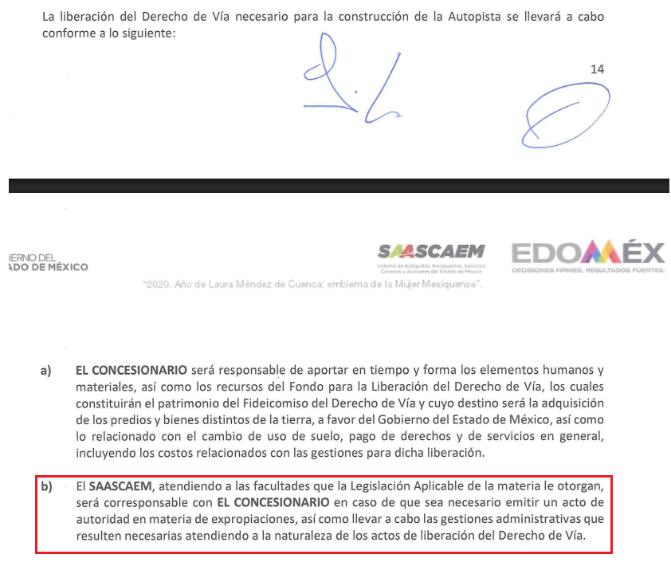 La liberación del Derecho de Vía necesario para la construcción de la Autopista se llevará a cabo
conforme a lo siguiente:
14
IERNO DEL
ADO DE MÉXICO
SAASCAEM
Sistema de Autopistas, Aeropuertos, Servicios
Conexos y Auxiliares del Estado de México
EDOMÉX
DECISIONES FIRMES, RESULTADOS FUERTES.
"2020. Año de Laura Méndez de Cuenca; emblema de la Mujer Mexiquense".
a) EL CONCESIONARIO será responsable de aportar en tiempo y forma los elementos humanos y
materiales, así como los recursos del Fondo para la Liberación del Derecho de Vía, los cuales
constituirán el patrimonio del Fideicomiso del Derecho de Vía y cuyo destino será la adquisición
de los predios y bienes distintos de la tierra, a favor del Gobierno del Estado de México, así como
lo relacionado con el cambio de uso de suelo, pago de derechos y de servicios en general,
incluyendo los costos relacionados con las gestiones para dicha liberación.
b) El SAASCAEM, atendiendo a las facultades que la Legislación Aplicable de la materia le otorgan,
será corresponsable con EL CONCESIONARIO en caso de que sea necesario emitir un acto de
autoridad en materia de expropiaciones, así como llevar a cabo las gestiones administrativas que
resulten necesarias atendiendo a la naturaleza de los actos de liberación del Derecho de Vía.